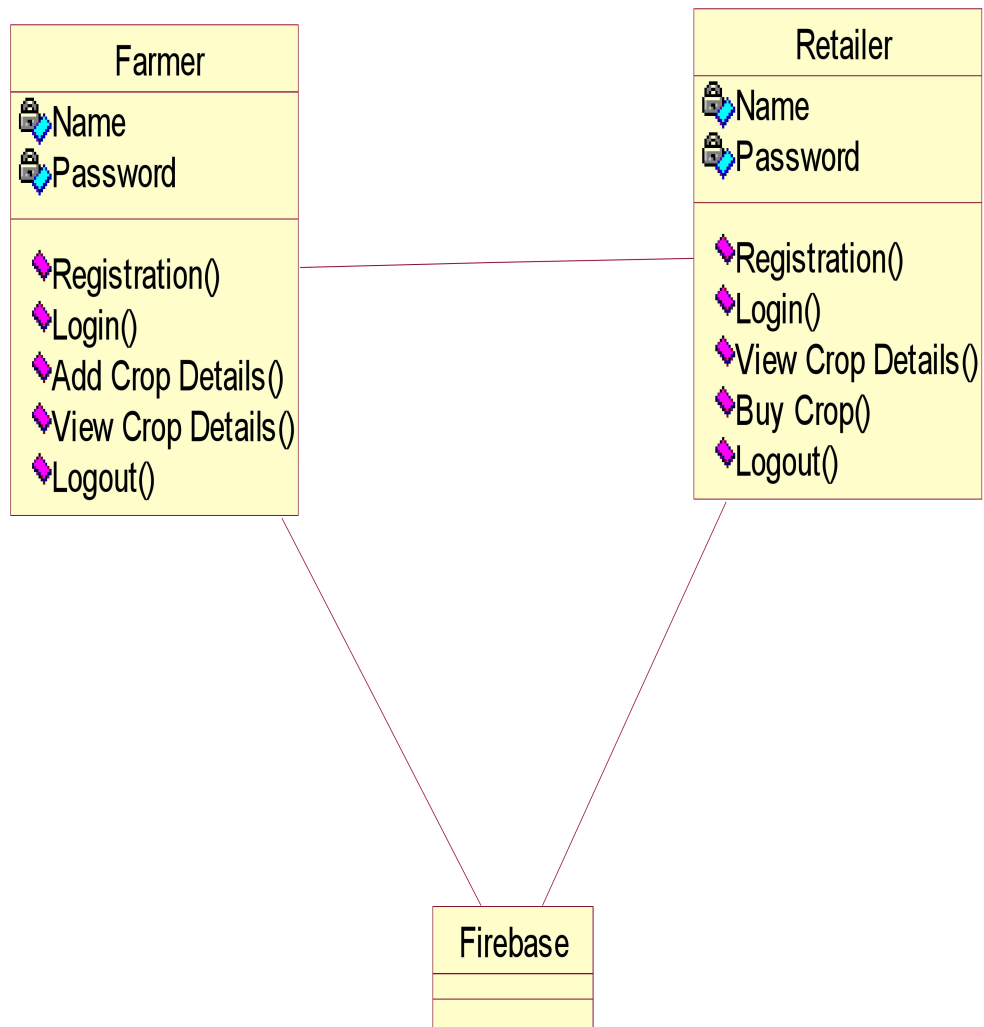 Farmer
Name
Password
Registration()
Login()
Add Crop Details()
View Crop Details()
Logout()
Retailer
Name
Password
Registration()
Login()
View Crop Details()
Buy Crop()
Logout()
Firebase